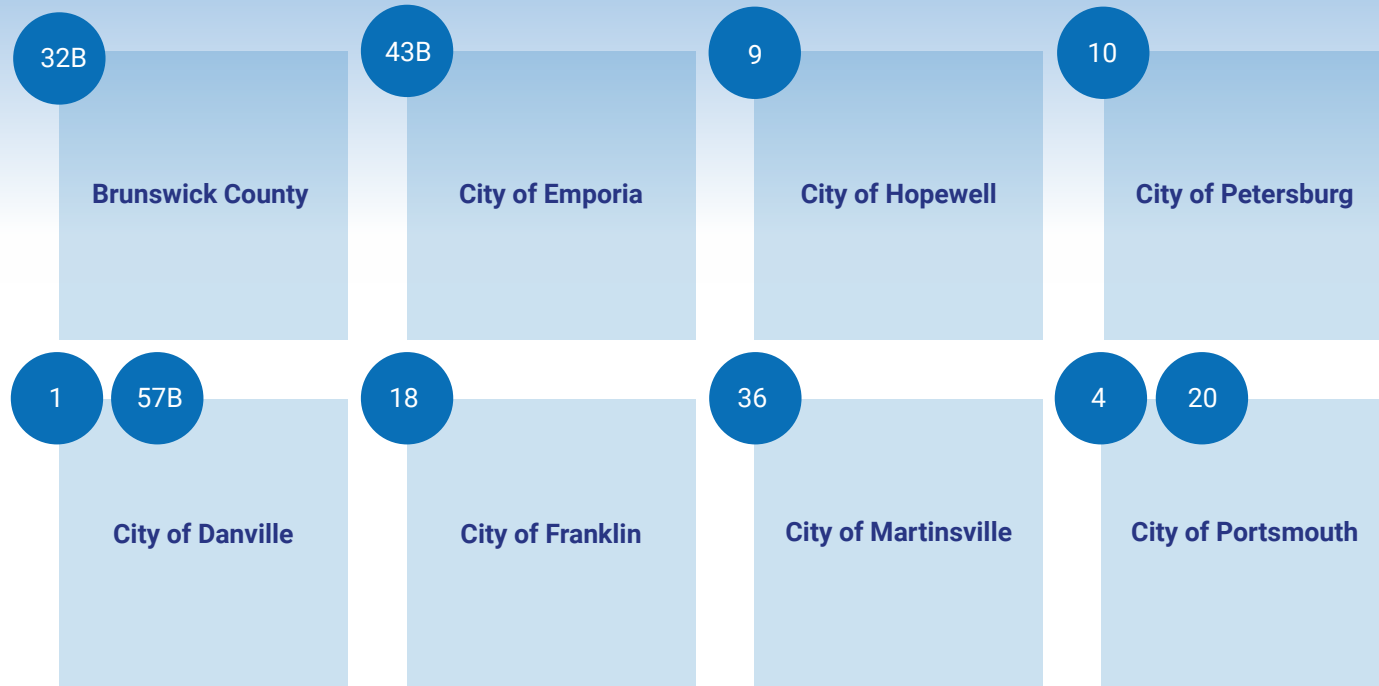 32B
Brunswick County
43B
City of Emporia
9
City of Hopewell
10
City of Petersburg
1
57B
City of Danville
18
City of Franklin
36
City of Martinsville
4
20
City of Portsmouth